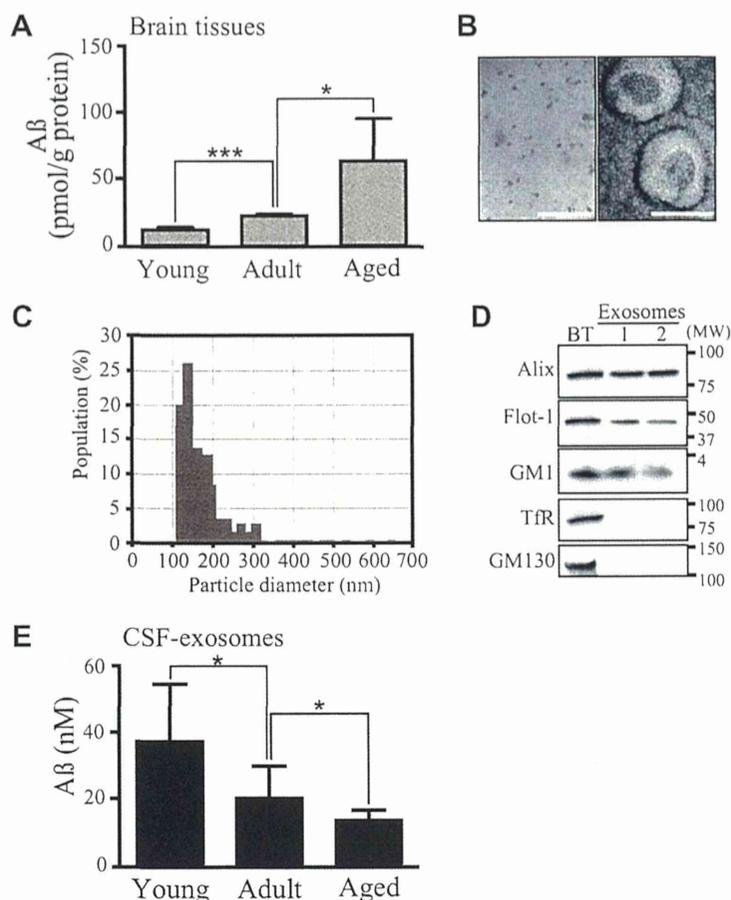 A
Brain tissues
Aß
(pmol/g protein)
150
100
50
0
***
*
Young Adult Aged
B
C
Population (%)
30
25
20
15
10
5
0
0 100 200 300 400 500 600 700
Particle diameter (nm)
D
Exosomes
BT 1 2 (MW)
Alix
100
75
Flot-1
50
37
GM1
4
TfR
100
75
GM130
150
100
E
CSF-exosomes
Aß (nM)
60
40
20
0
*
*
Young Adult Aged